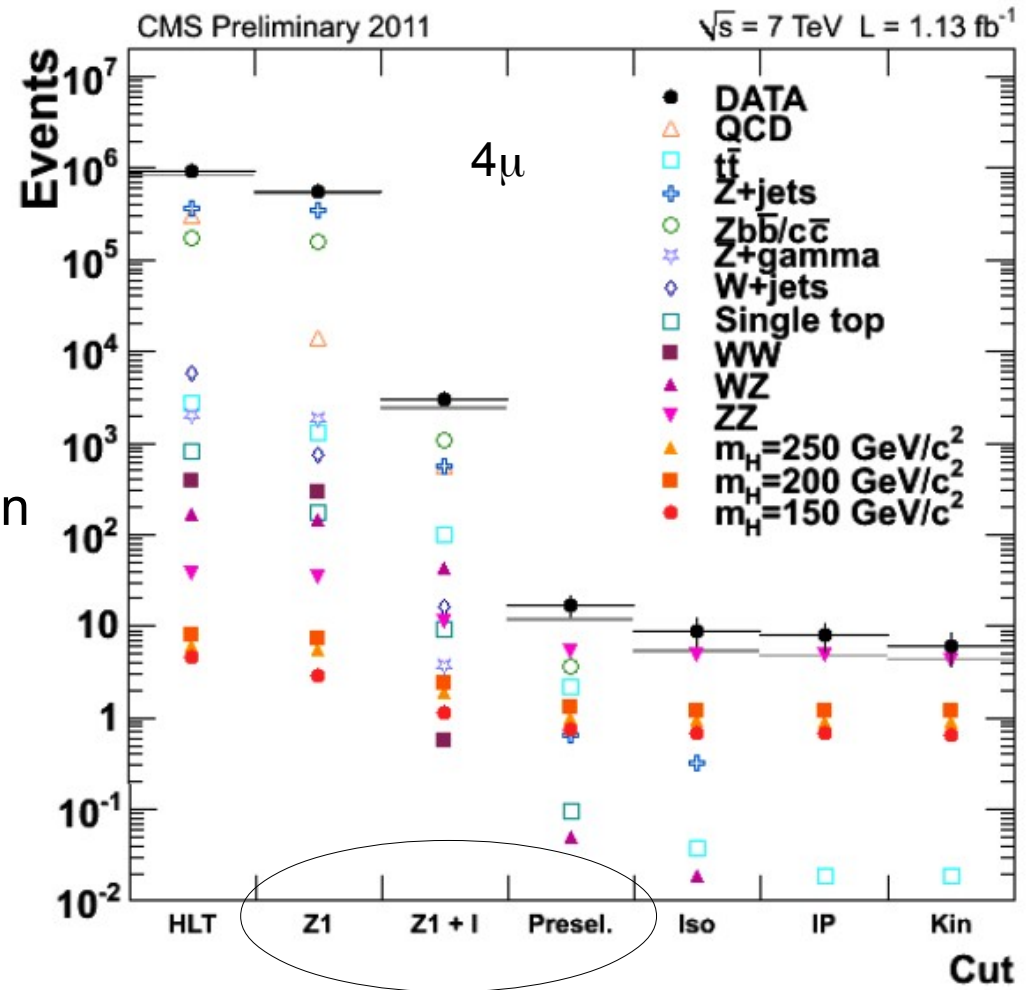 CMS Preliminary 2011
√s = 7 TeV L = 1.13 fb⁻¹
Events
10⁷
10⁶
10⁵
10⁴
10³
10²
10
1
10⁻¹
10⁻²
4μ
DATA
QCD
tt̅
Z+jets
Zbb̅/cc̅
Z+gamma
W+jets
Single top
WW
WZ
ZZ
m_H=250 GeV/c²
m_H=200 GeV/c²
m_H=150 GeV/c²
n
HLT Z1 Z1 + l Presel. Iso IP Kin
Cut